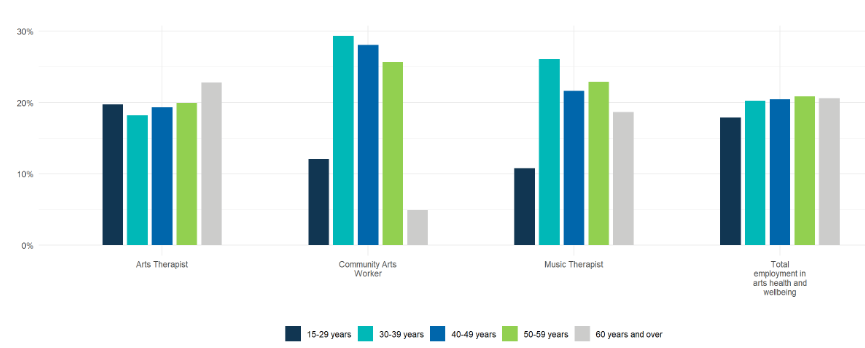 30%
20%
10%
0%
Arts Therapist
Community Arts
Worker
Music Therapist
Total
employment in
arts health and
wellbeing
15-29 years
30-39 years
40-49 years
50-59 years
60 years and over